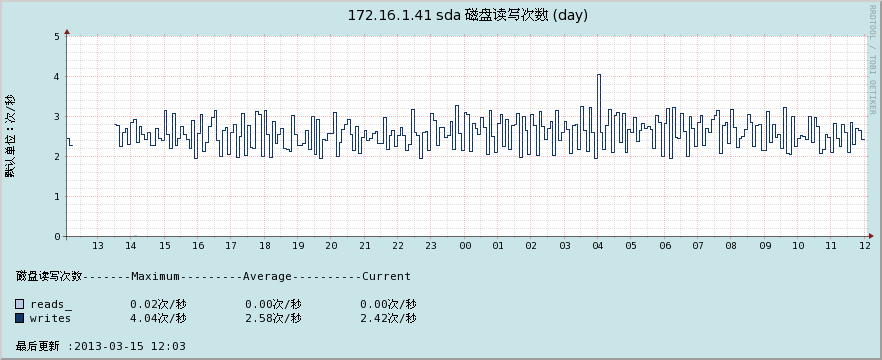 172.16.1.41 sda 磁盘读写次数 (day)
RRDTOOL / TOBI OETIKER
默认单位：次/秒
5
4
3
2
1
0
13 14 15 16 17 18 19 20 21 22 23 00 01 02 03 04 05 06 07 08 09 10 11 12
磁盘读写次数-------Maximum---------Average----------Current
reads_ 0.02次/秒 0.00次/秒 0.00次/秒
writes 4.04次/秒 2.58次/秒 2.42次/秒
最后更新 :2013-03-15 12:03